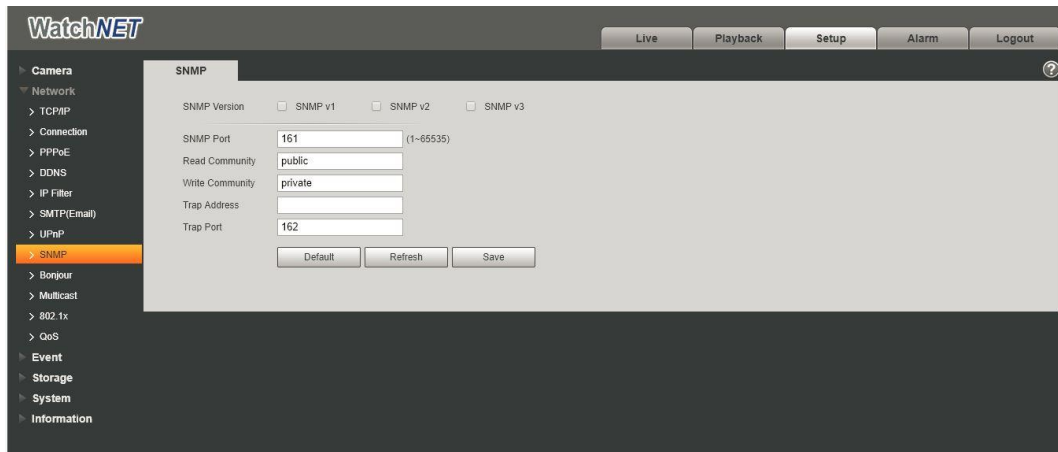 WatchNET
Live Playback Setup Alarm Logout
Camera
Network
> TCP/IP
> Connection
> PPPoE
> DDNS
> IP Filter
> SMTP(Email)
> UPnP
> SNMP
> Bonjour
> Multicast
> 802.1x
> QoS
Event
Storage
System
Information
SNMP
?
SNMP Version SNMP v1 SNMP v2 SNMP v3
SNMP Port 161 (1~65535)
Read Community public
Write Community private
Trap Address
Trap Port 162
Default Refresh Save